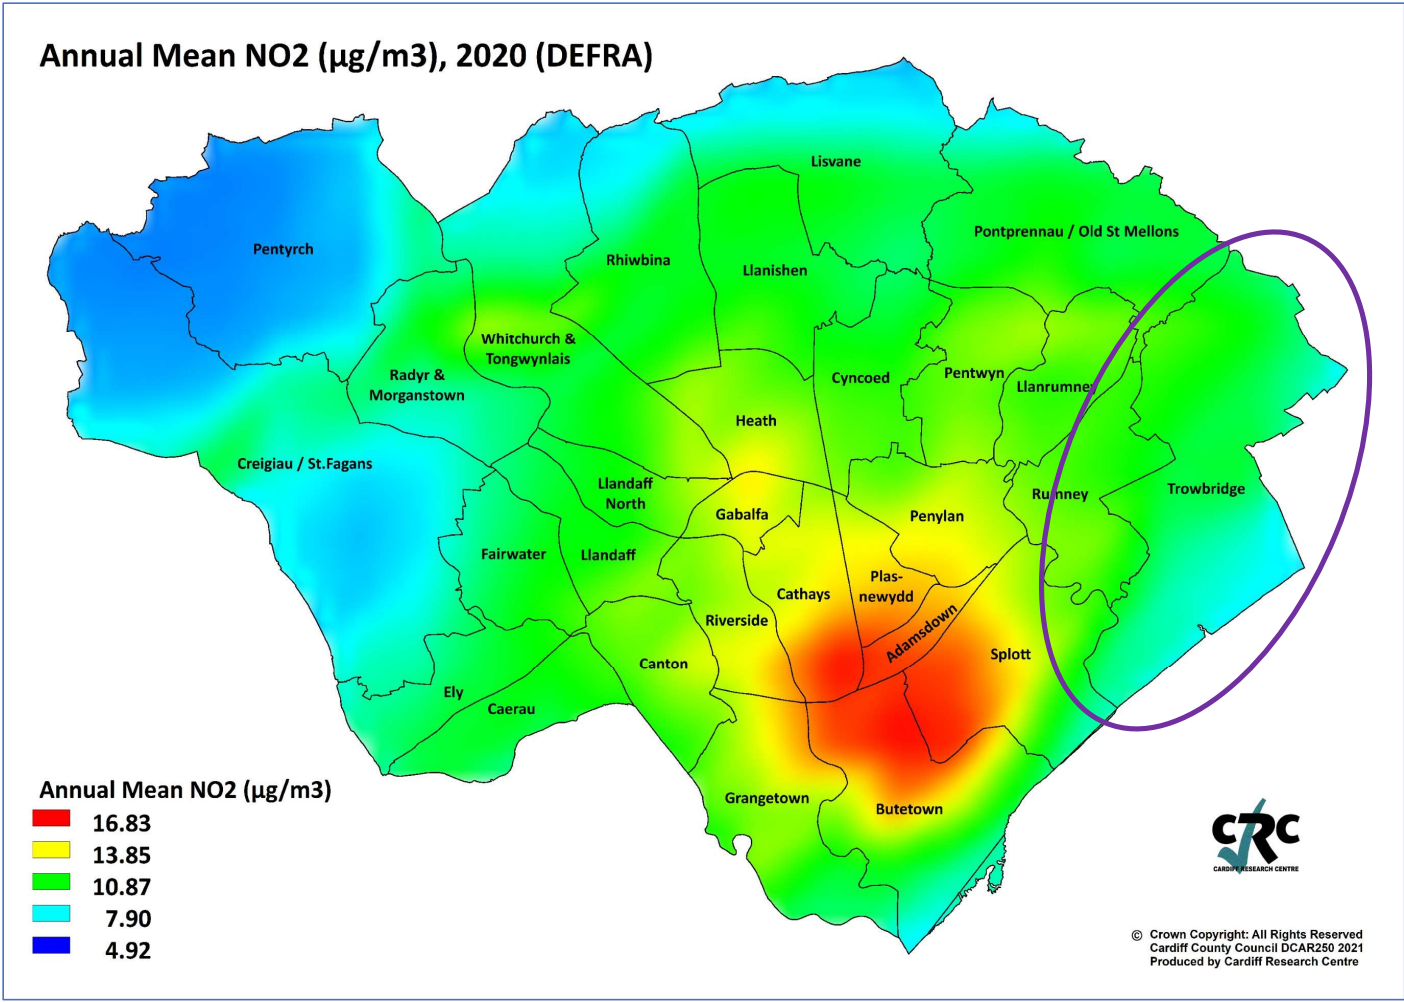 Annual Mean NO2 (µg/m3), 2020 (DEFRA)
Lisvane
Pontprennau / Old St Mellons
Pentyrch
Rhiwbina
Llanishen
Whitchurch &
Tongwynlais
Radyr &
Morganstown
Cyncoed
Pentwyn
Llanrumney
Heath
Creigiau / St.Fagans
Llandaff
North
Gabalfa
Penylan
Rumney
Trowbridge
Fairwater
Llandaff
Cathays
Plas-
newydd
Riverside
Adamsdown
Canton
Splott
Ely
Caerau
Grangetown
Butetown
Annual Mean NO2 (µg/m3)
16.83
13.85
10.87
7.90
4.92
CRC
CARDIFF RESEARCH CENTRE
© Crown Copyright: All Rights Reserved
Cardiff County Council DCAR250 2021
Produced by Cardiff Research Centre